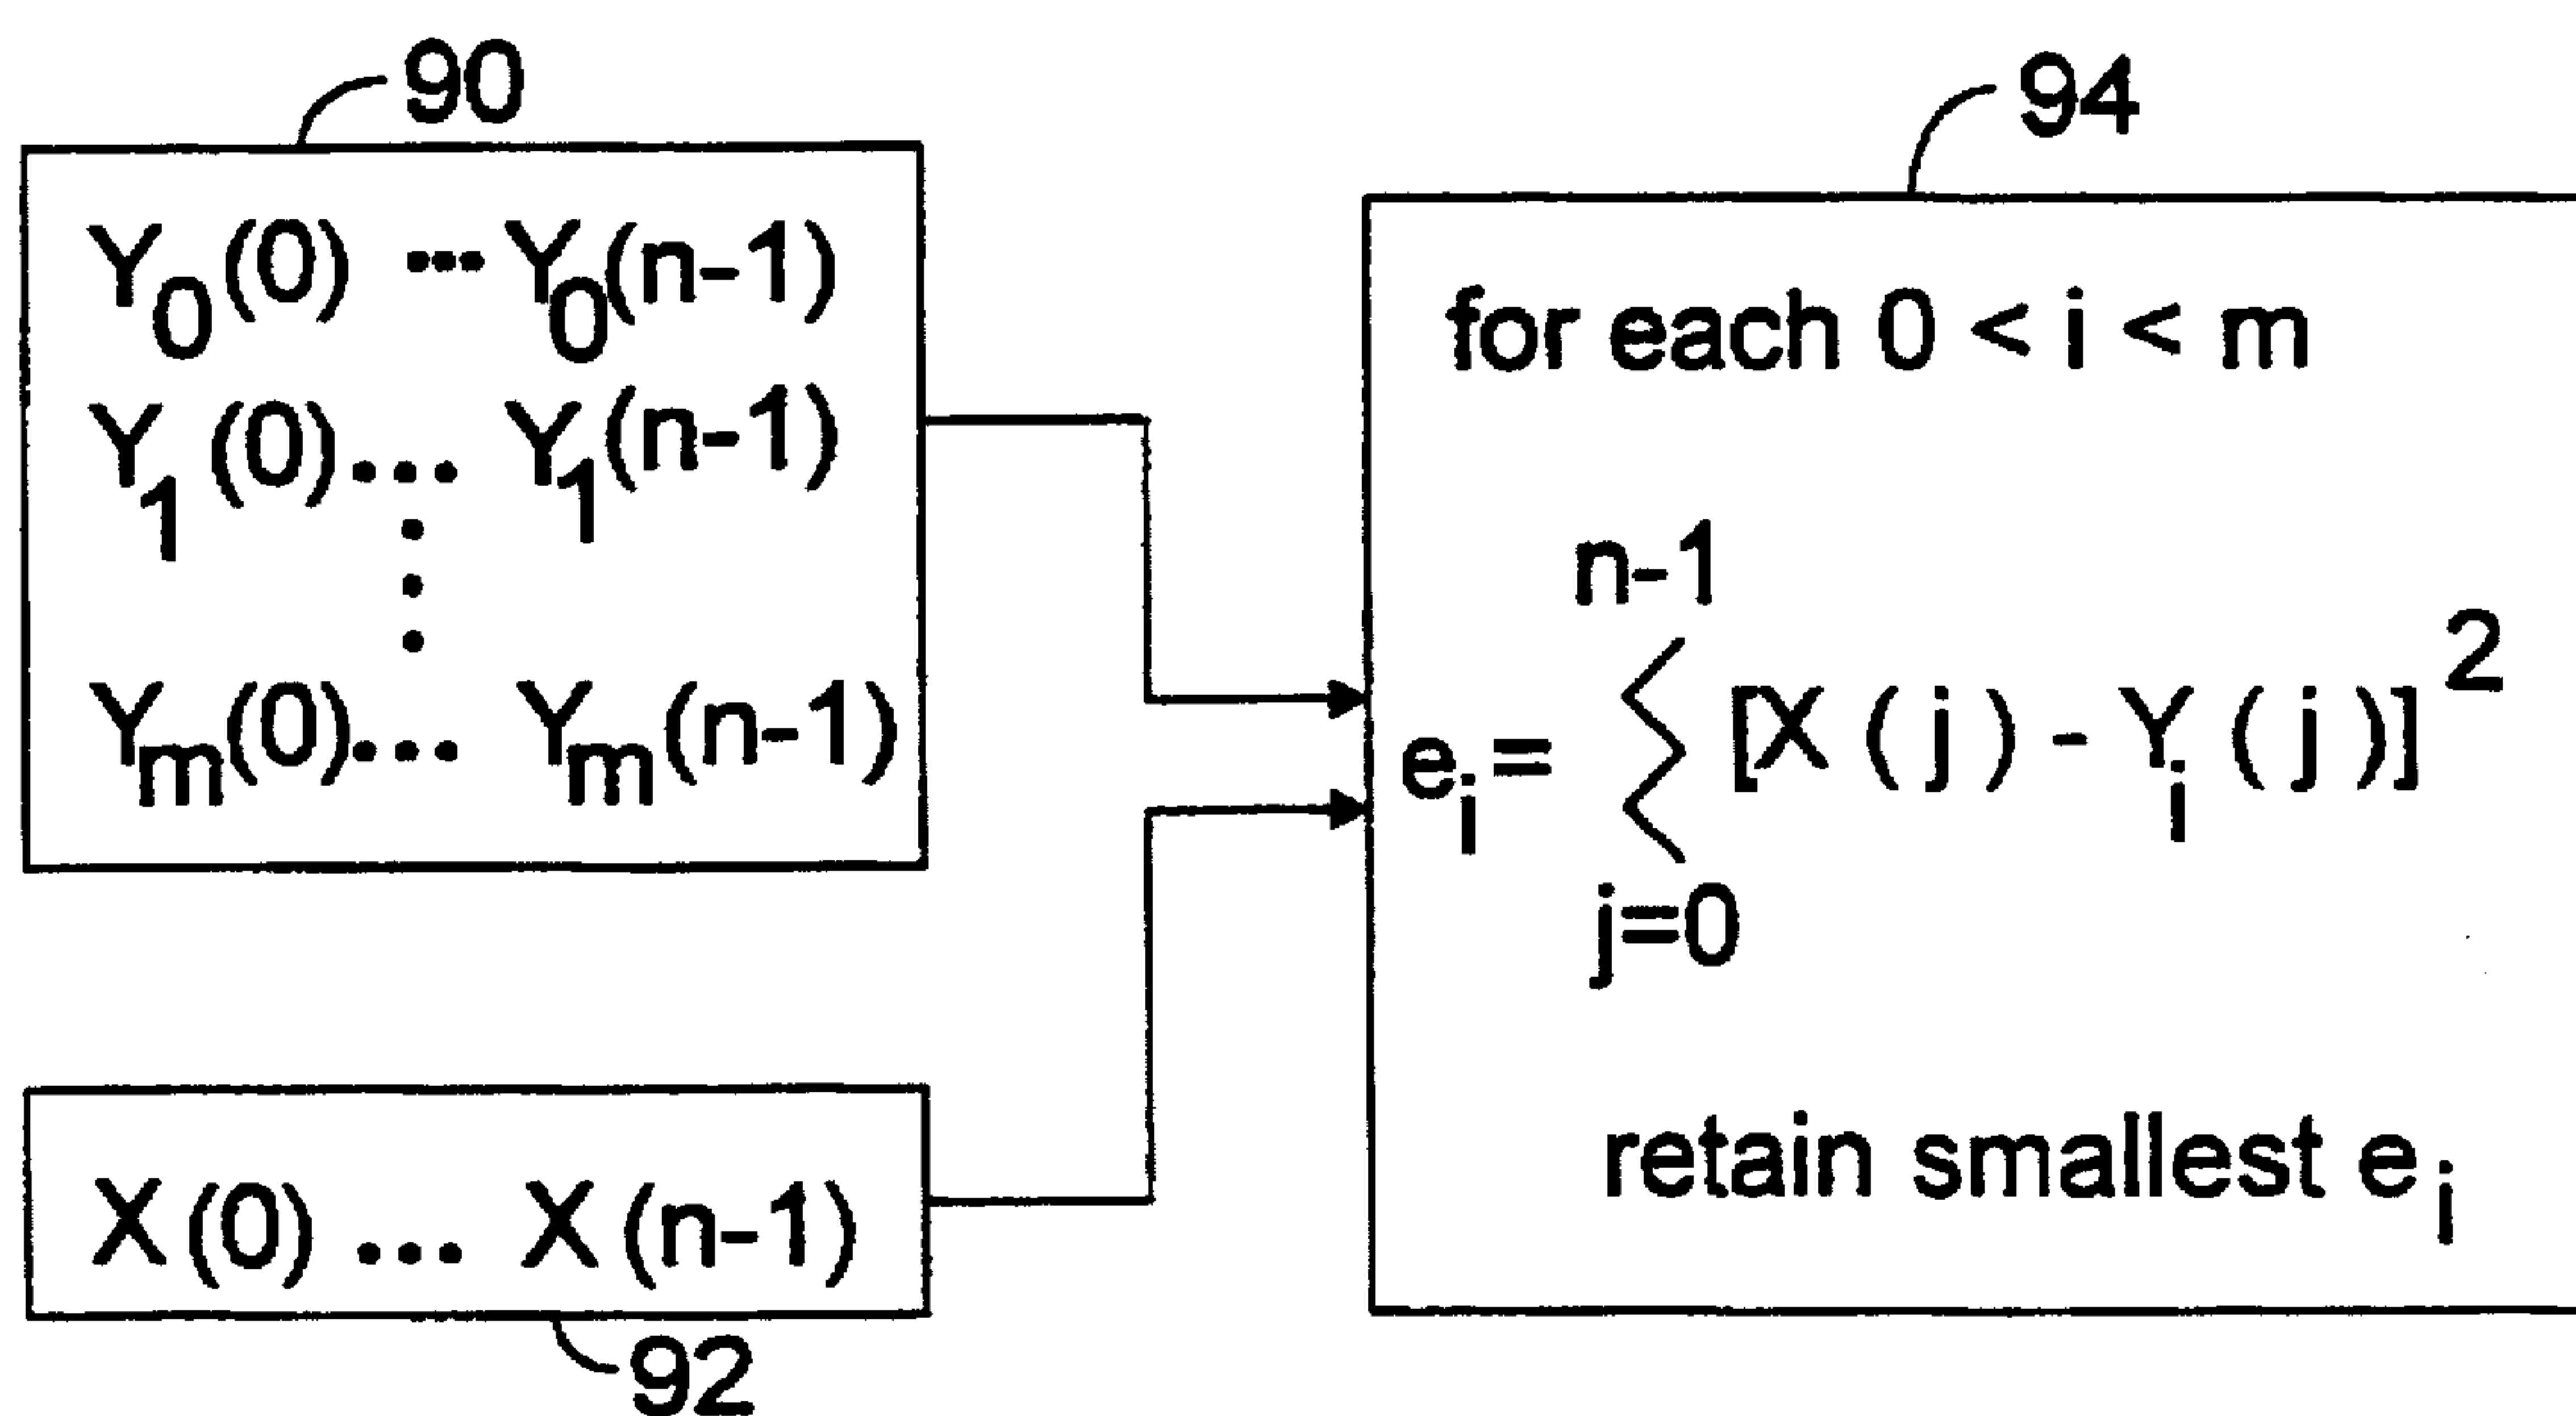 90
Y0(0) ... Y0(n-1)
Y1(0)... Y1(n-1)
Ym(0)... Ym(n-1)
X(0) ... X(n-1)
92
94
for each 0 < i < m
n-1
ei= Σ [X(j) - Yi(j)]2
j=0
retain smallest ei